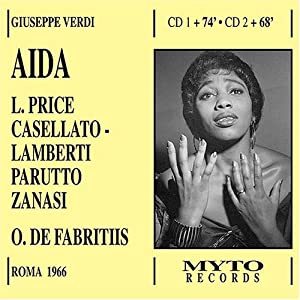 GIUSEPPE VERDI
CD 1 + 74' • CD 2 + 68'
AIDA
L. PRICE
CASELLATO -
LAMBERTI
PARUTTO
ZANASI
O. DE FABRITIIS
ROMA 1966
MYTO
RECORDS